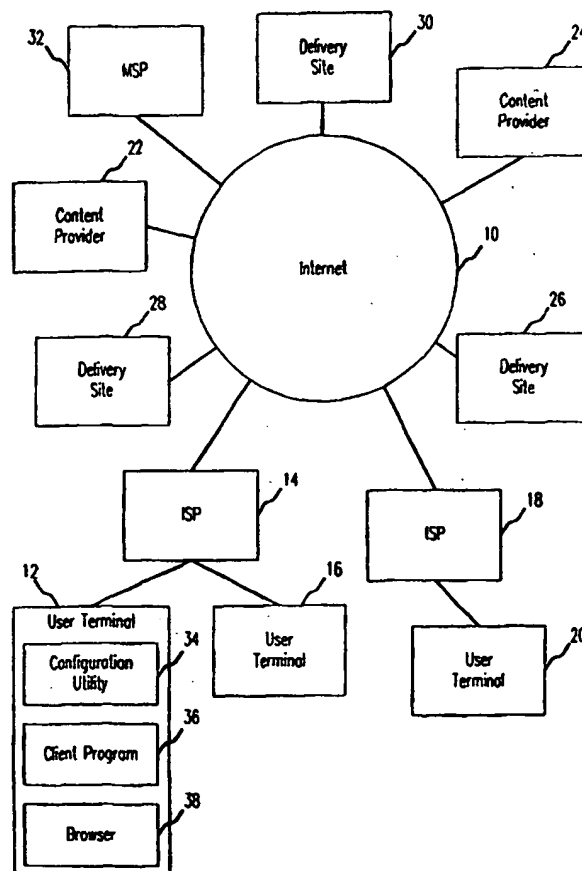 32
MSP
Delivery
Site
30
24
Content
Provider
22
Content
Provider
Internet
10
28
Delivery
Site
26
Delivery
Site
14
ISP
18
ISP
12
User Terminal
34
Configuration
Utility
36
Client Program
38
Browser
16
User
Terminal
20
User
Terminal